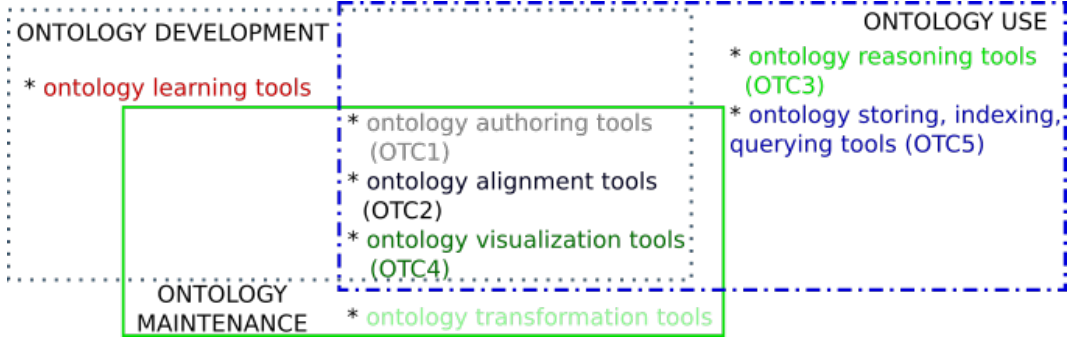 ONTOLOGY DEVELOPMENT
* ontology learning tools
ONTOLOGY USE
* ontology reasoning tools
(OTC3)
* ontology storing, indexing,
querying tools (OTC5)
* ontology authoring tools
(OTC1)
* ontology alignment tools
(OTC2)
* ontology visualization tools
(OTC4)
ONTOLOGY
MAINTENANCE
* ontology transformation tools